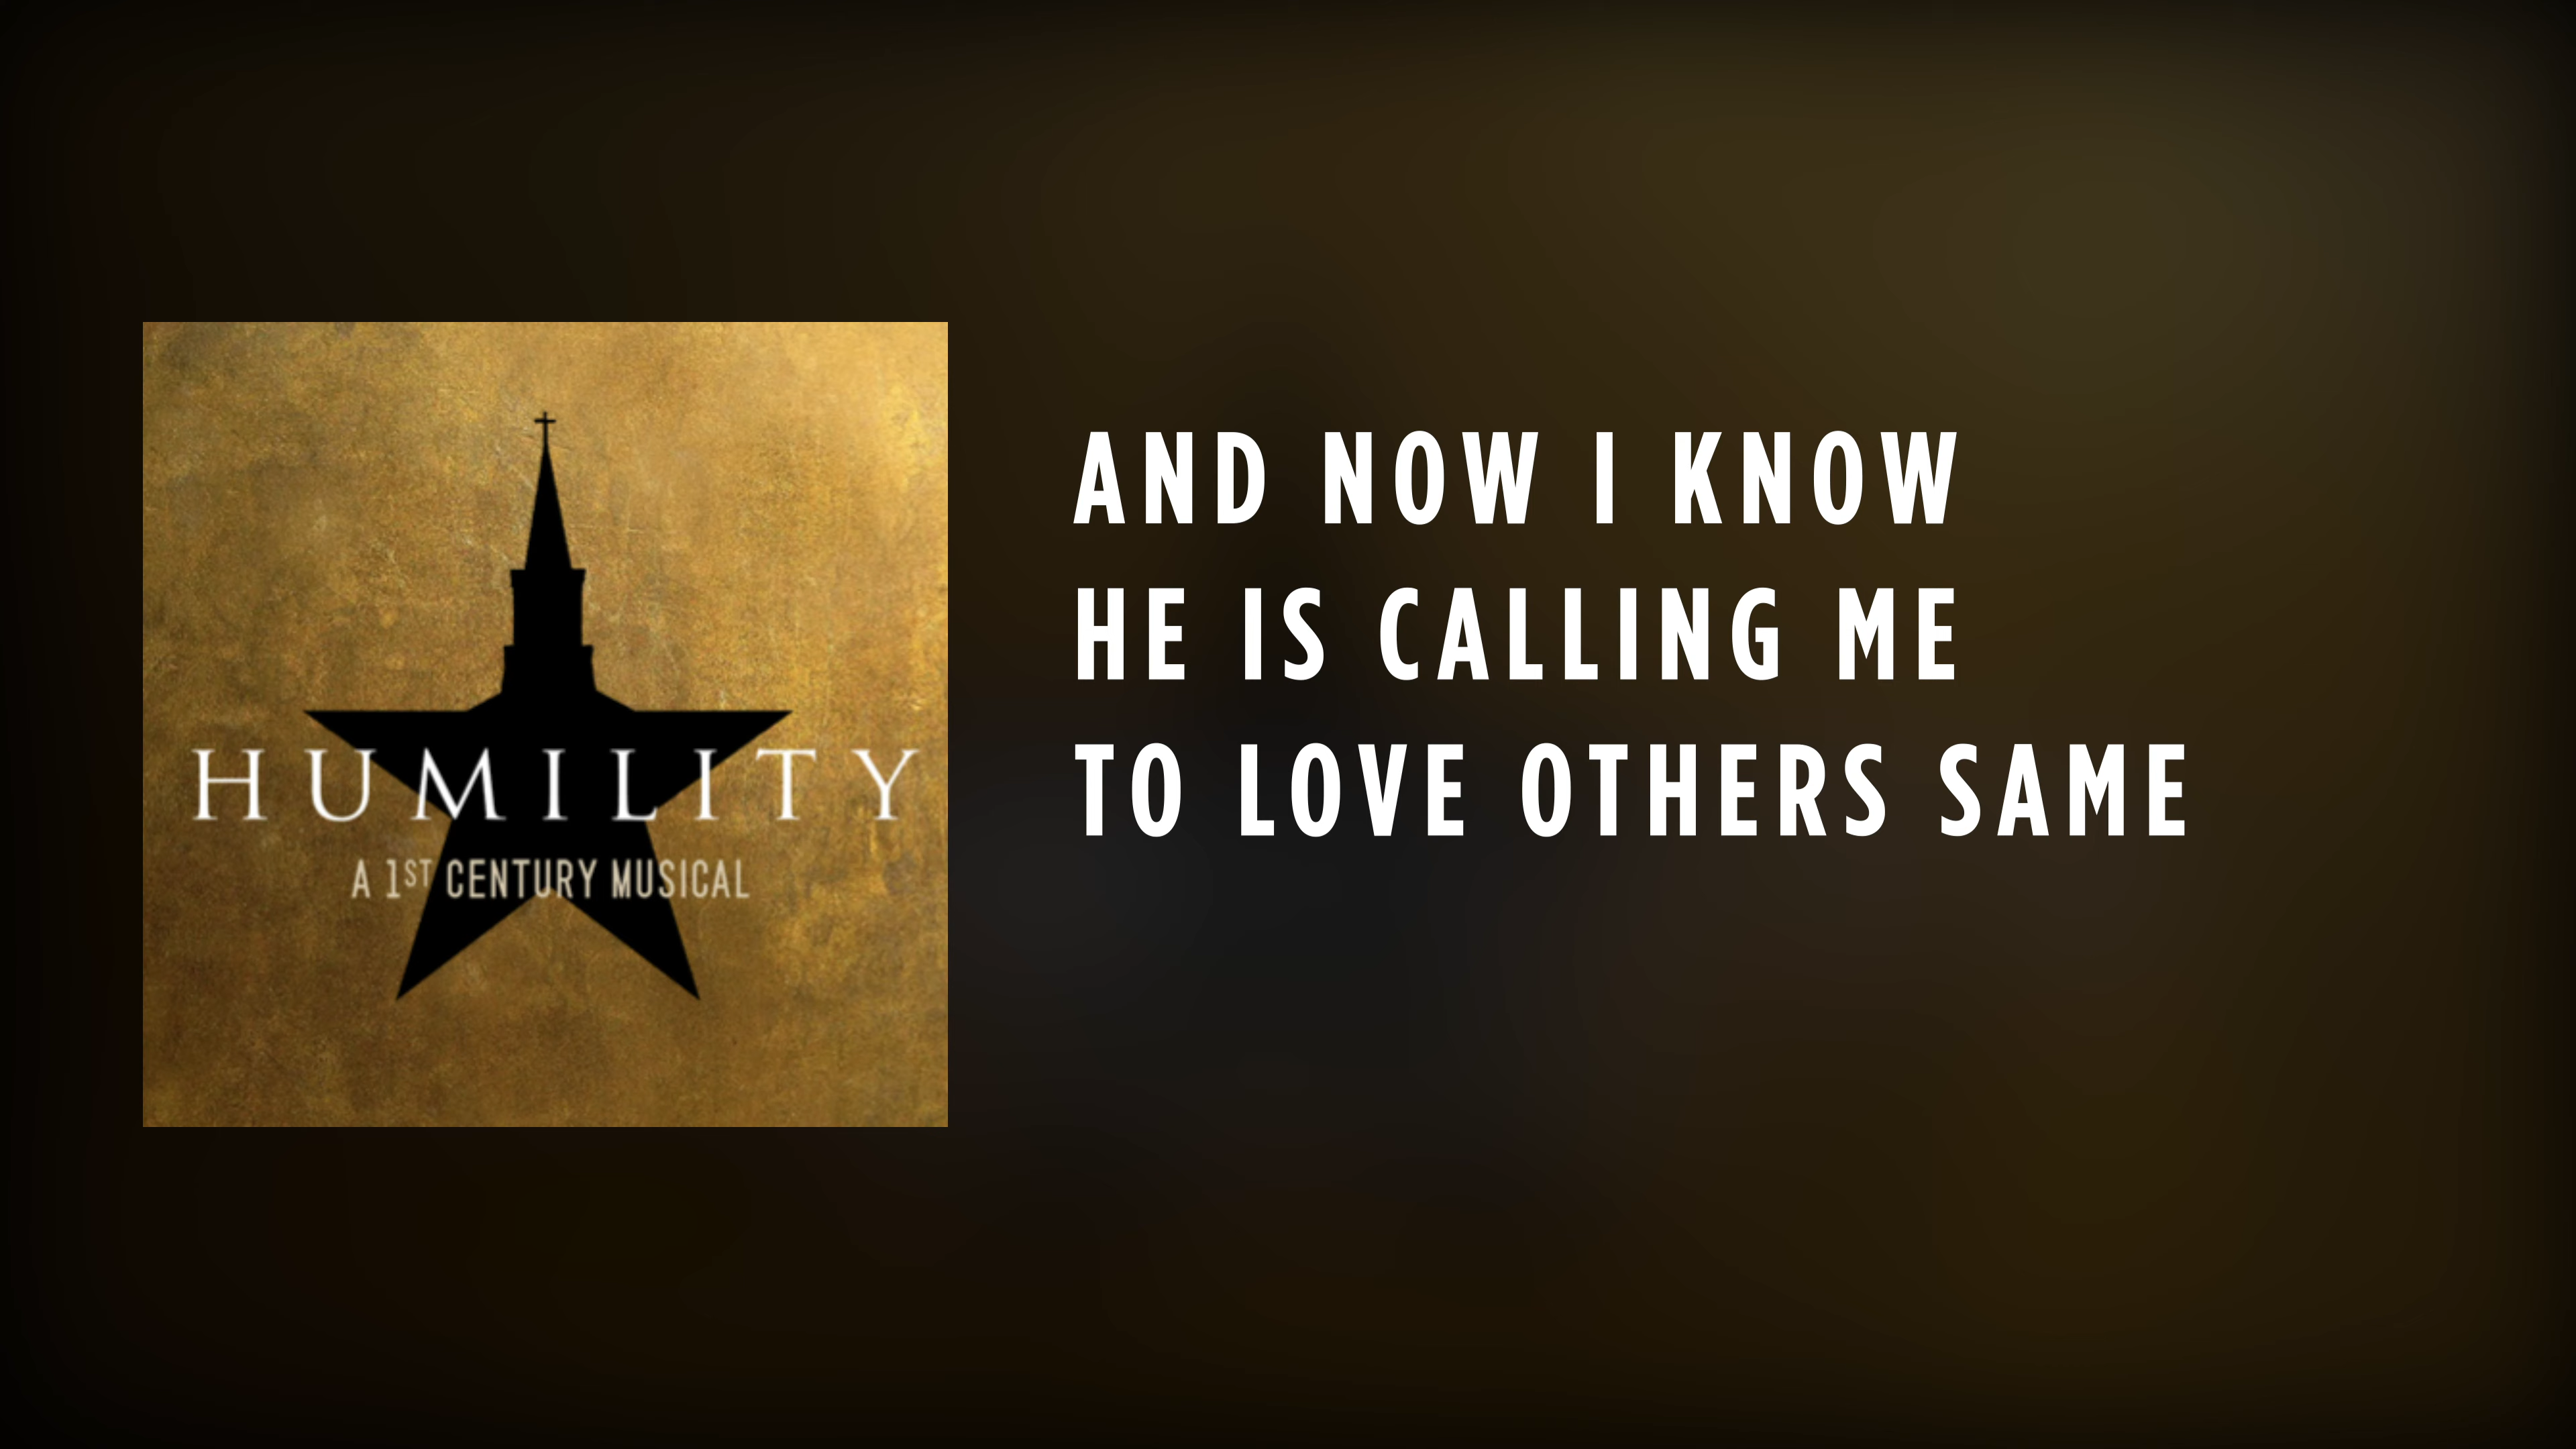 HUMILITY
A 1ST CENTURY MUSICAL
AND NOW I KNOW
HE IS CALLING ME
TO LOVE OTHERS SAME